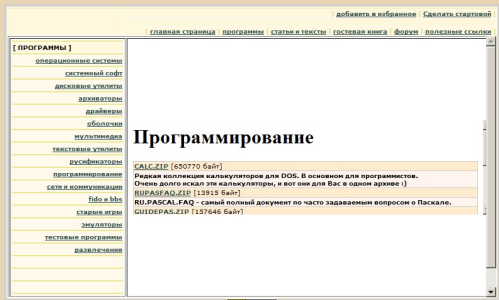 добавить в избранное | Сделать стартовой
главная страница | программы | статьи и тексты | гостевая книга | форум | полезные ссылки
[ ПРОГРАММЫ ]
операционные системы
системный софт
дисковые утилиты
архиваторы
драйверы
оболочки
мультимедиа
текстовые утилиты
русификаторы
программирование
сети и коммуникации
fido и bbs
старые игры
эмуляторы
тестовые программы
развлечения
Программирование
CALC.ZIP [650770 байт]
Редкая коллекция калькуляторов для DOS. В основном для программистов.
Очень долго искал эти калькуляторы, и вот они для Вас в одном архиве :)
RUPASFAQ.ZIP [13915 байт]
RU.PASCAL.FAQ - самый полный документ по часто задаваемым вопросом о Паскале.
GUIDEPAS.ZIP [157646 байт]